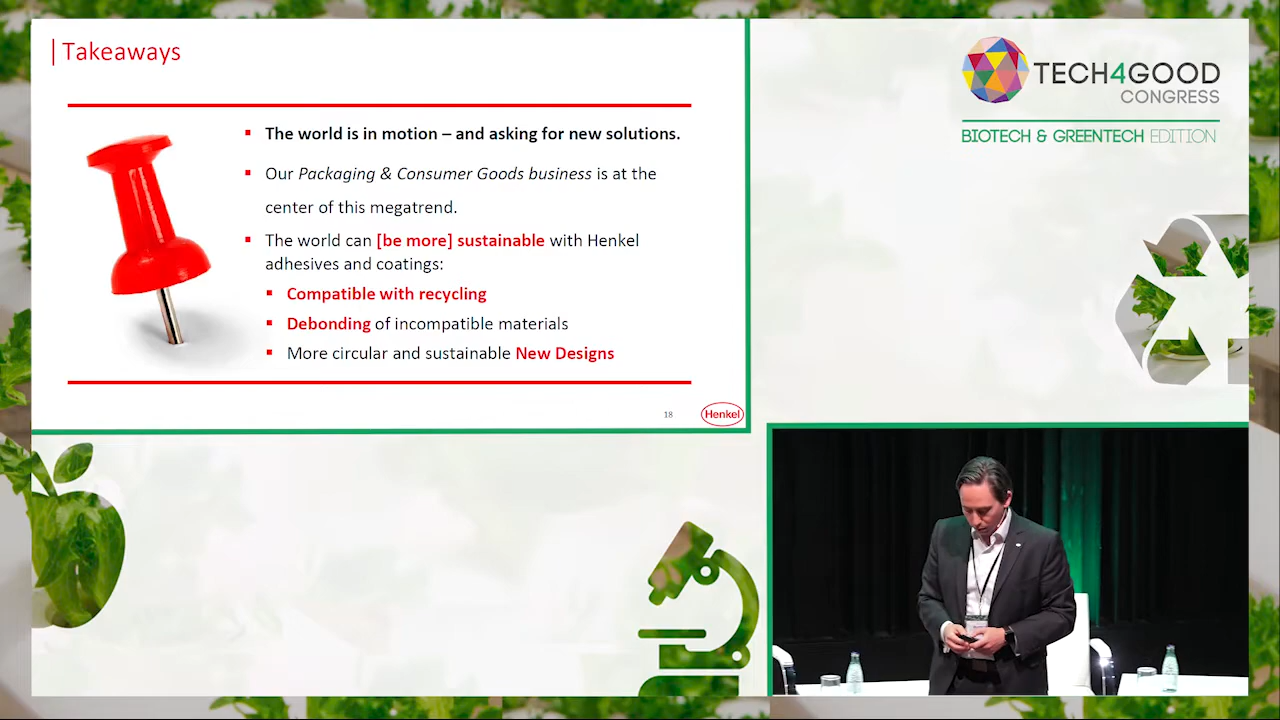 Takeaways
The world is in motion – and asking for new solutions.
Our Packaging & Consumer Goods business is at the
center of this megatrend.
The world can [be more] sustainable with Henkel
adhesives and coatings:
Compatible with recycling
Debonding of incompatible materials
More circular and sustainable New Designs
18
Henkel
TECH4GOOD
CONGRESS
BIOTECH & GREENTECH EDITION